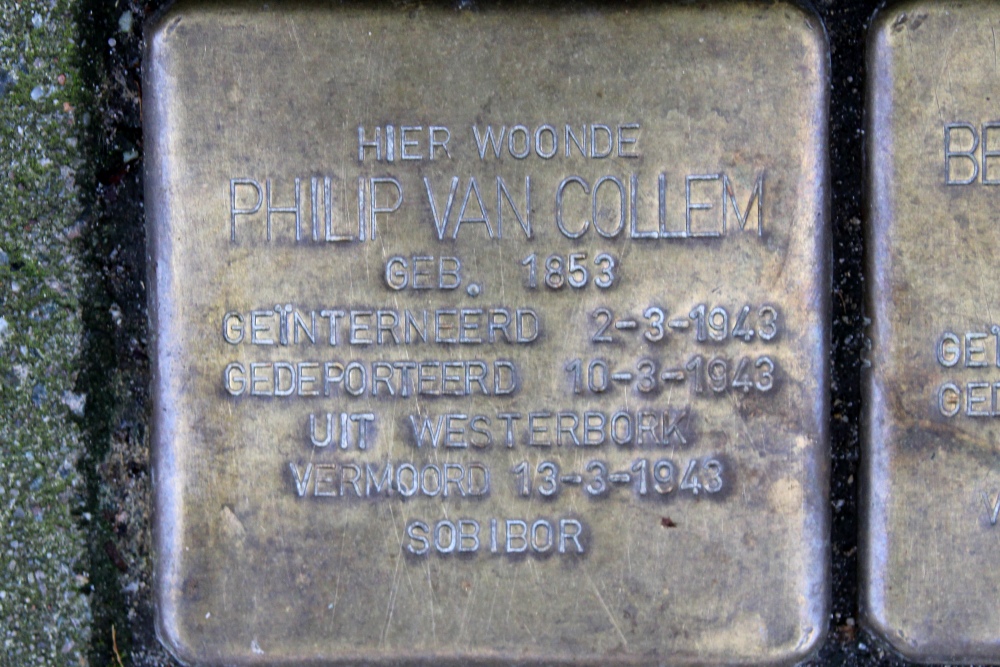 HIER WOONDE
PHILIP VAN COLLEM
GEB. 1853
GEÏNTERNEERD 2-3-1943
GEDEPORTEERD 10-3-1943
UIT WESTERBORK
VERMOORD 13-3-1943
SOBIBOR